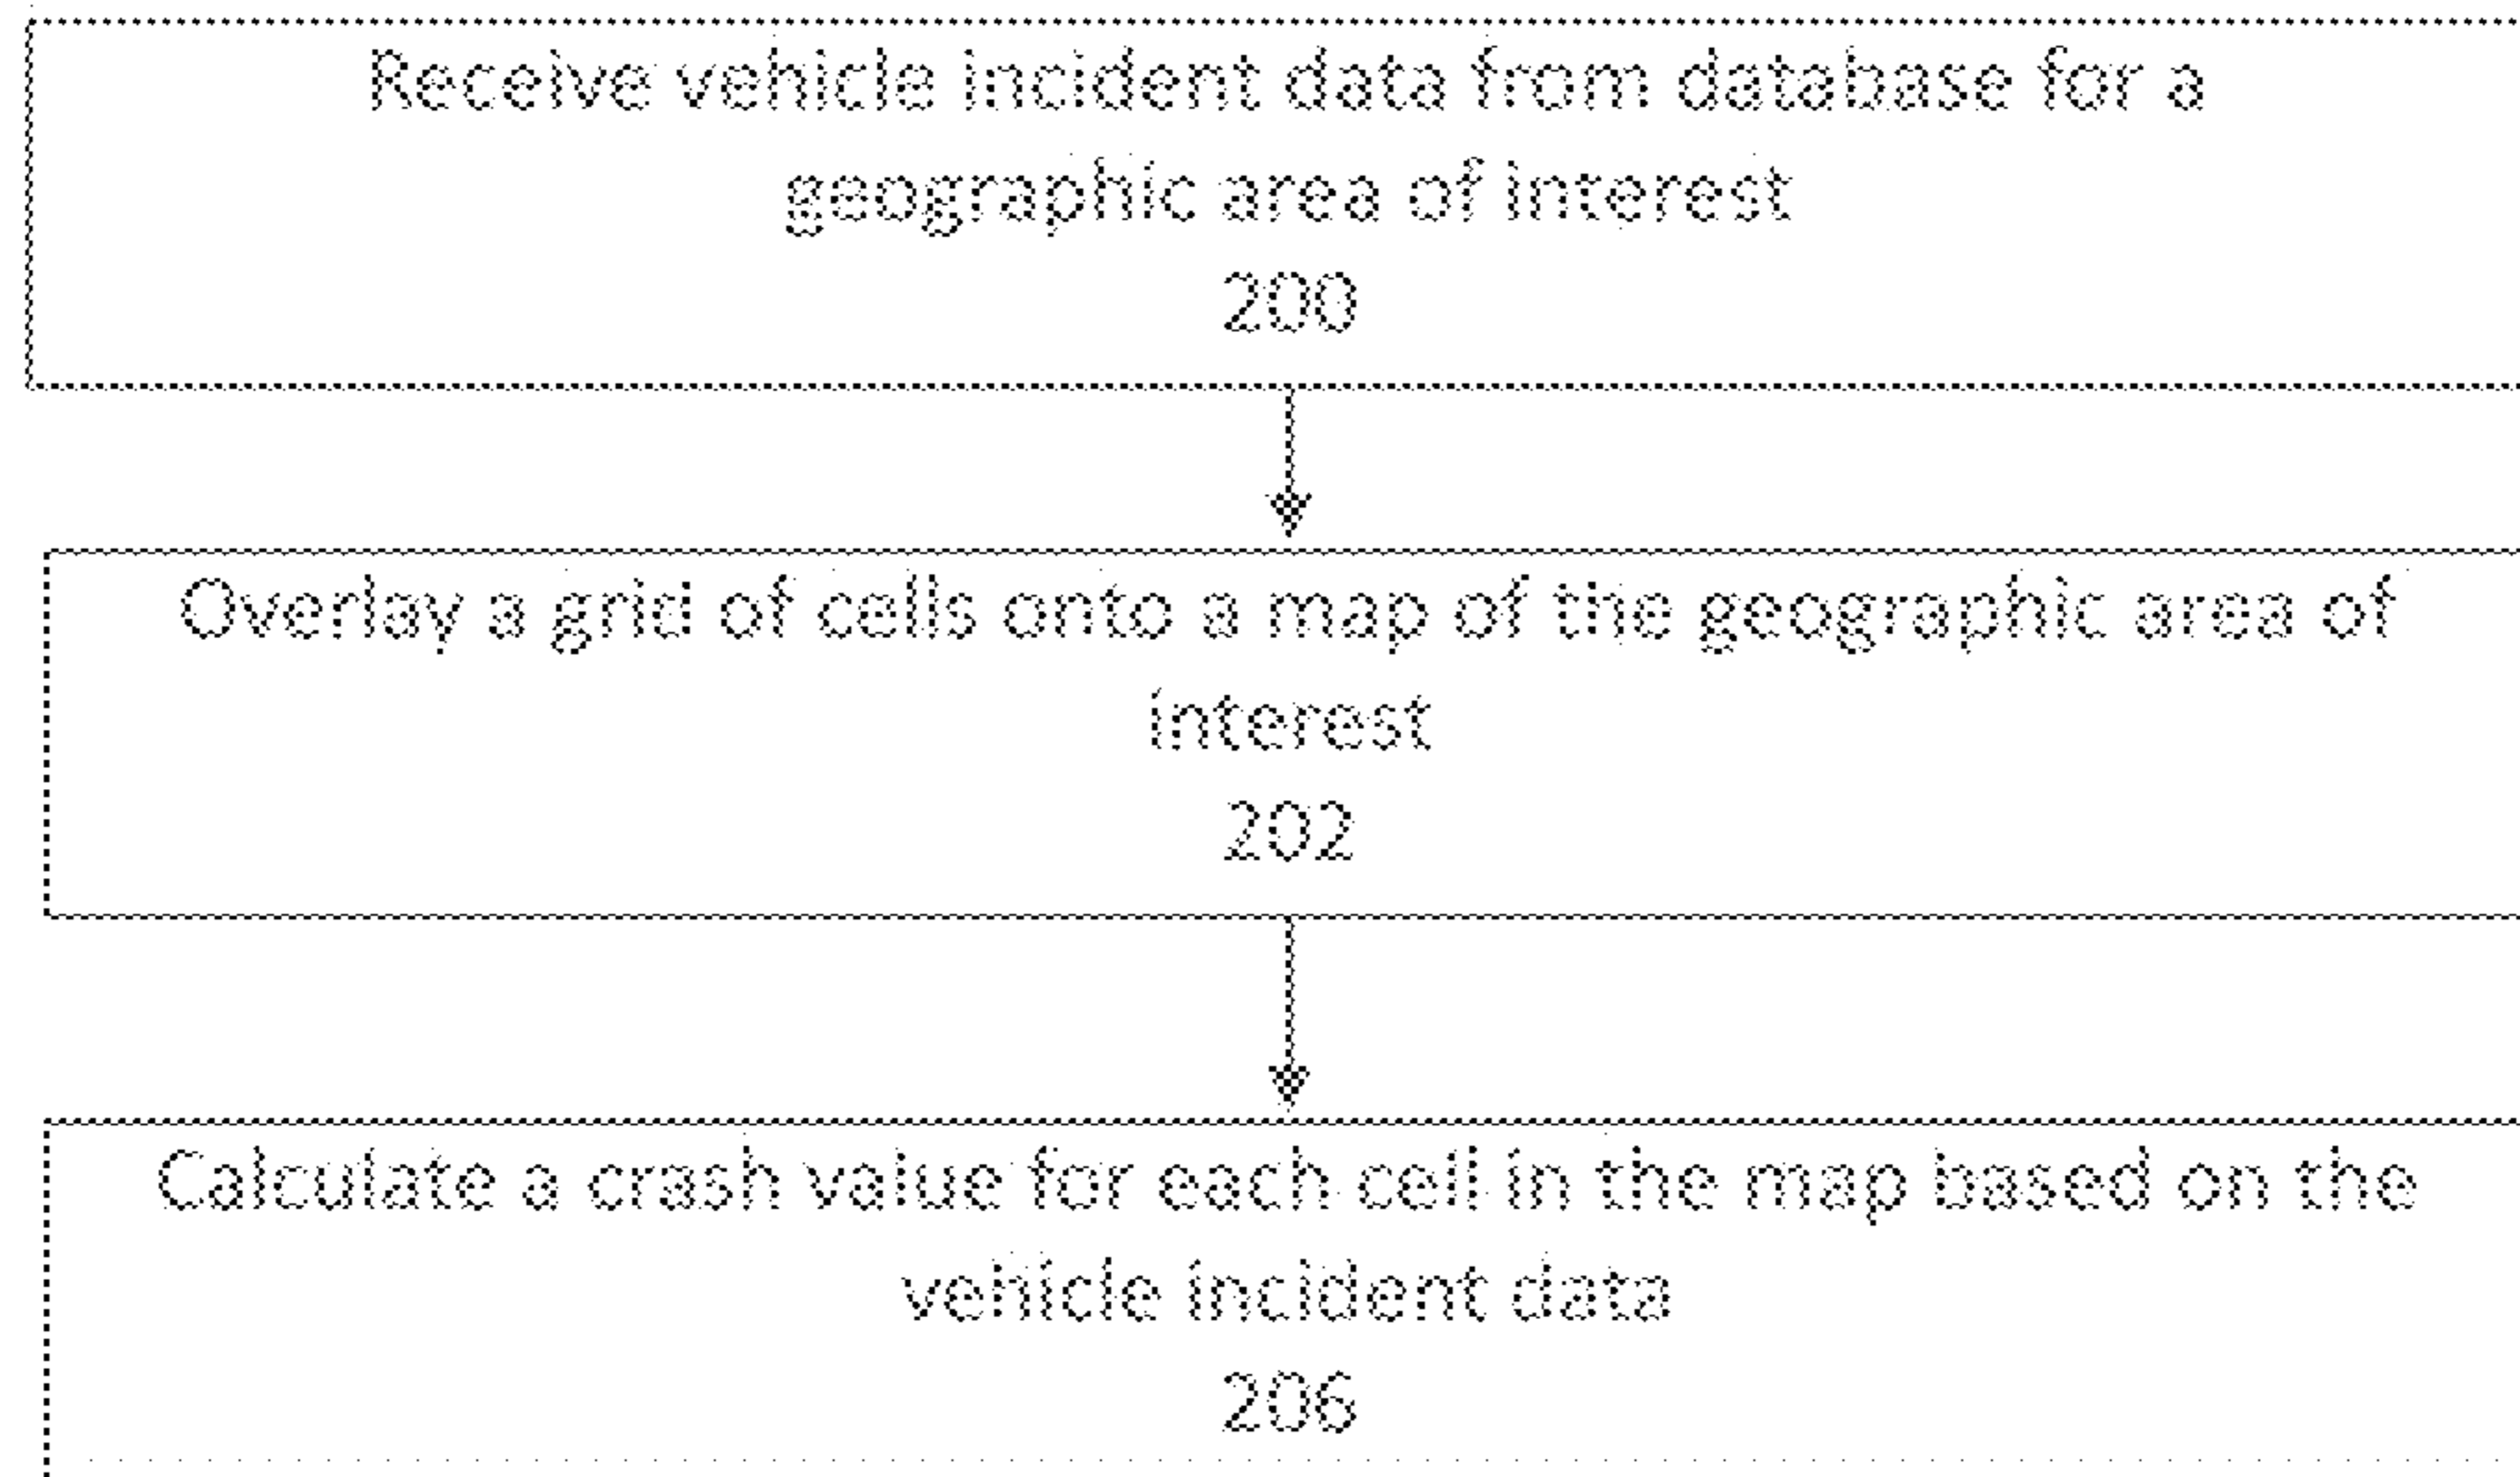 Receive vehicle incident data from database for a
geographic area of interest
200
Overlay a grid of cells onto a map of the geographic area of
interest
202
Calculate a crash value for each cell in the map based on the
vehicle incident data
206